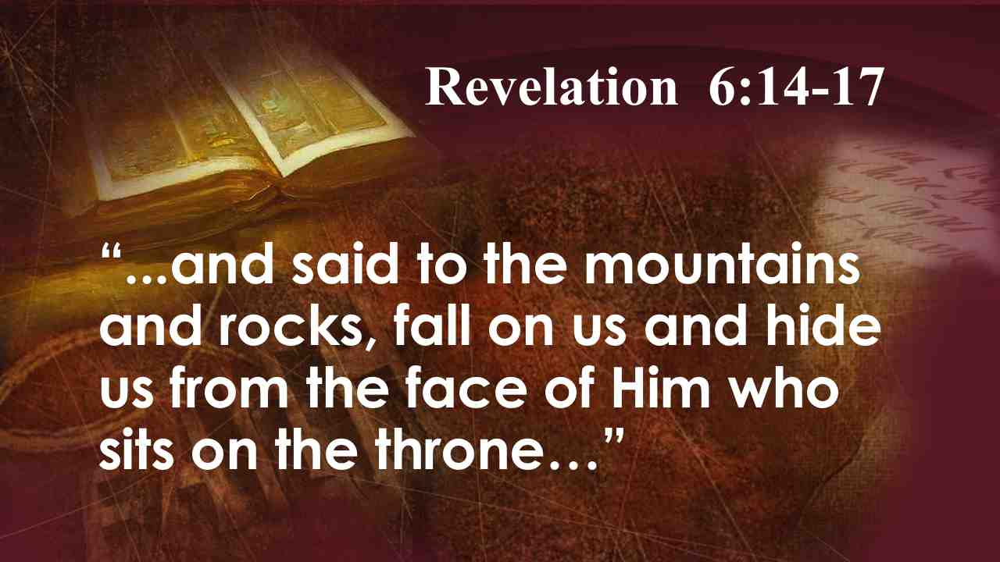 Revelation 6:14-17
“...and said to the mountains
and rocks, fall on us and hide
us from the face of Him who
sits on the throne…”